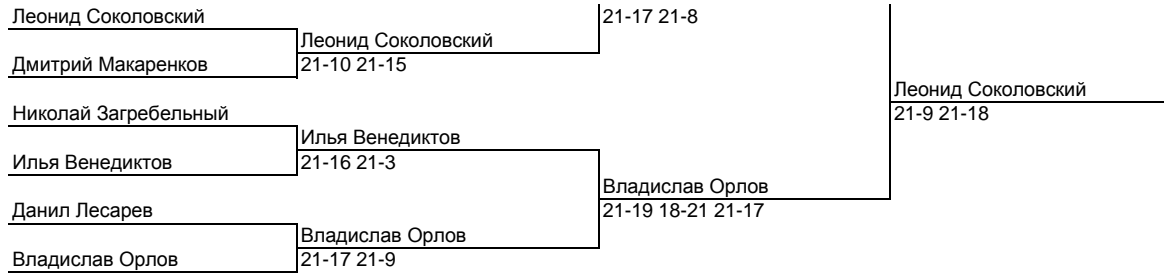 Леонид Соколовский
21-17 21-8
Леонид Соколовский
Дмитрий Макаренков
21-10 21-15
Леонид Соколовский
Николай Загребельный
21-9 21-18
Илья Венедиктов
Илья Венедиктов
21-16 21-3
Владислав Орлов
Данил Лесарев
21-19 18-21 21-17
Владислав Орлов
Владислав Орлов
21-17 21-9